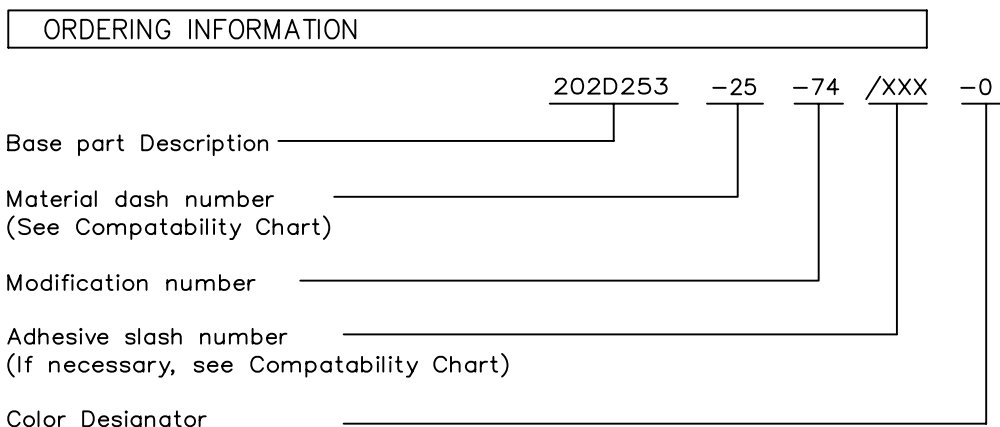 ORDERING INFORMATION
202D253 -25 -74 /XXX -0
Base part Description
Material dash number
(See Compatability Chart)
Modification number
Adhesive slash number
(If necessary, see Compatability Chart)
Color Desianator